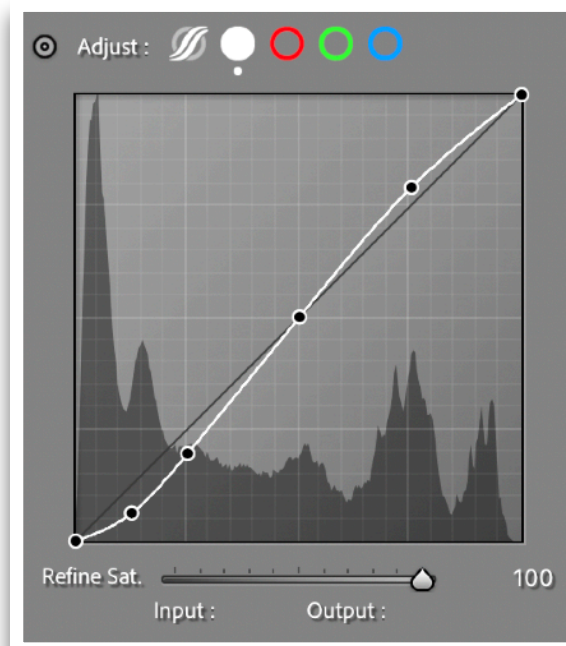 Adjust :
Refine Sat. 100
Input : Output :